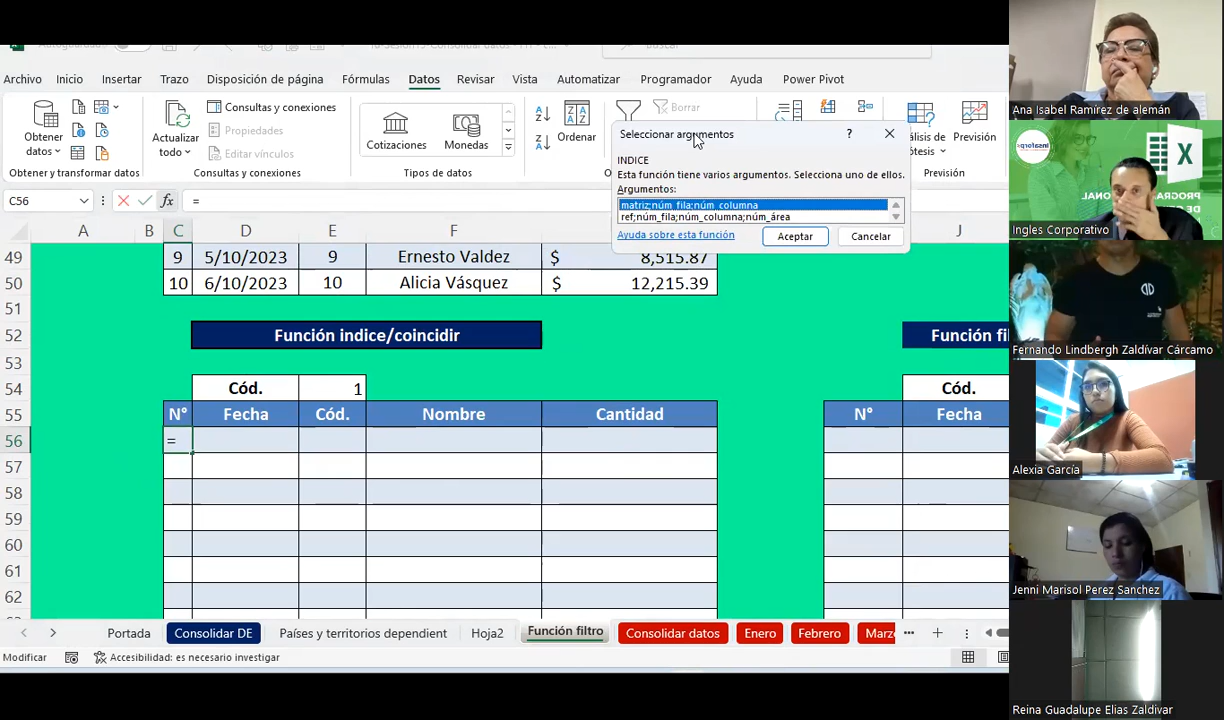 Archivo Inicio Insertar Trazo Disposición de página Fórmulas Datos Revisar Vista Automatizar Programador Ayuda Power Pivot
Obtener datos
Actualizar todo
Consultas y conexiones
Propiedades
Editar vínculos
Cotizaciones
Monedas
Ordenar
Borrar
Previsión
Obtener y transformar datos
Consultas y conexiones
Tipos de datos
Previsión
Seleccionar argumentos ?
INDICE
Esta función tiene varios argumentos. Selecciona uno de ellos.
Argumentos:
matriz;núm_fila;núm_columna
ref;núm_fila;núm_columna;núm_área
Ayuda sobre esta función
Aceptar
Cancelar
C56 fx =
A B C D E F J
49 9 5/10/2023 9 Ernesto Valdez $ 8,515.87
50 10 6/10/2023 10 Alicia Vásquez $ 12,215.39
51
52 Función indice/coincidir
53
54 Cód. 1 Cód.
55 N° Fecha Cód. Nombre Cantidad N° Fecha
56 =
57
58
59
60
61
62
Portada Consolidar DE Países y territorios dependient Hoja2 Función filtro Consolidar datos Enero Febrero Marz
Modificar
Accesibilidad: es necesario investigar
Ana Isabel Ramírez de alemán
insaforp
X
Ingles Corporativo
Fernando Lindbergh Zaldívar Cárcamo
Alexia García
Jenni Marisol Perez Sanchez
Reina Guadalupe Elias Zaldivar